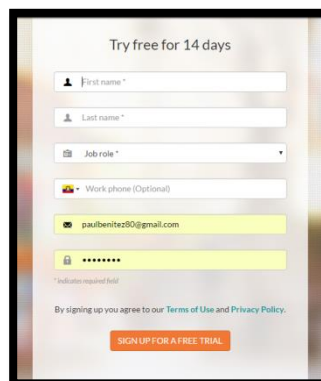 Try free for 14 days
First name *
Last name *
Job role *
Work phone (Optional)
paulbenitez80@gmail.com
••••••••
* Indicates required field
By signing up you agree to our Terms of Use and Privacy Policy.
SIGN UP FOR A FREE TRIAL